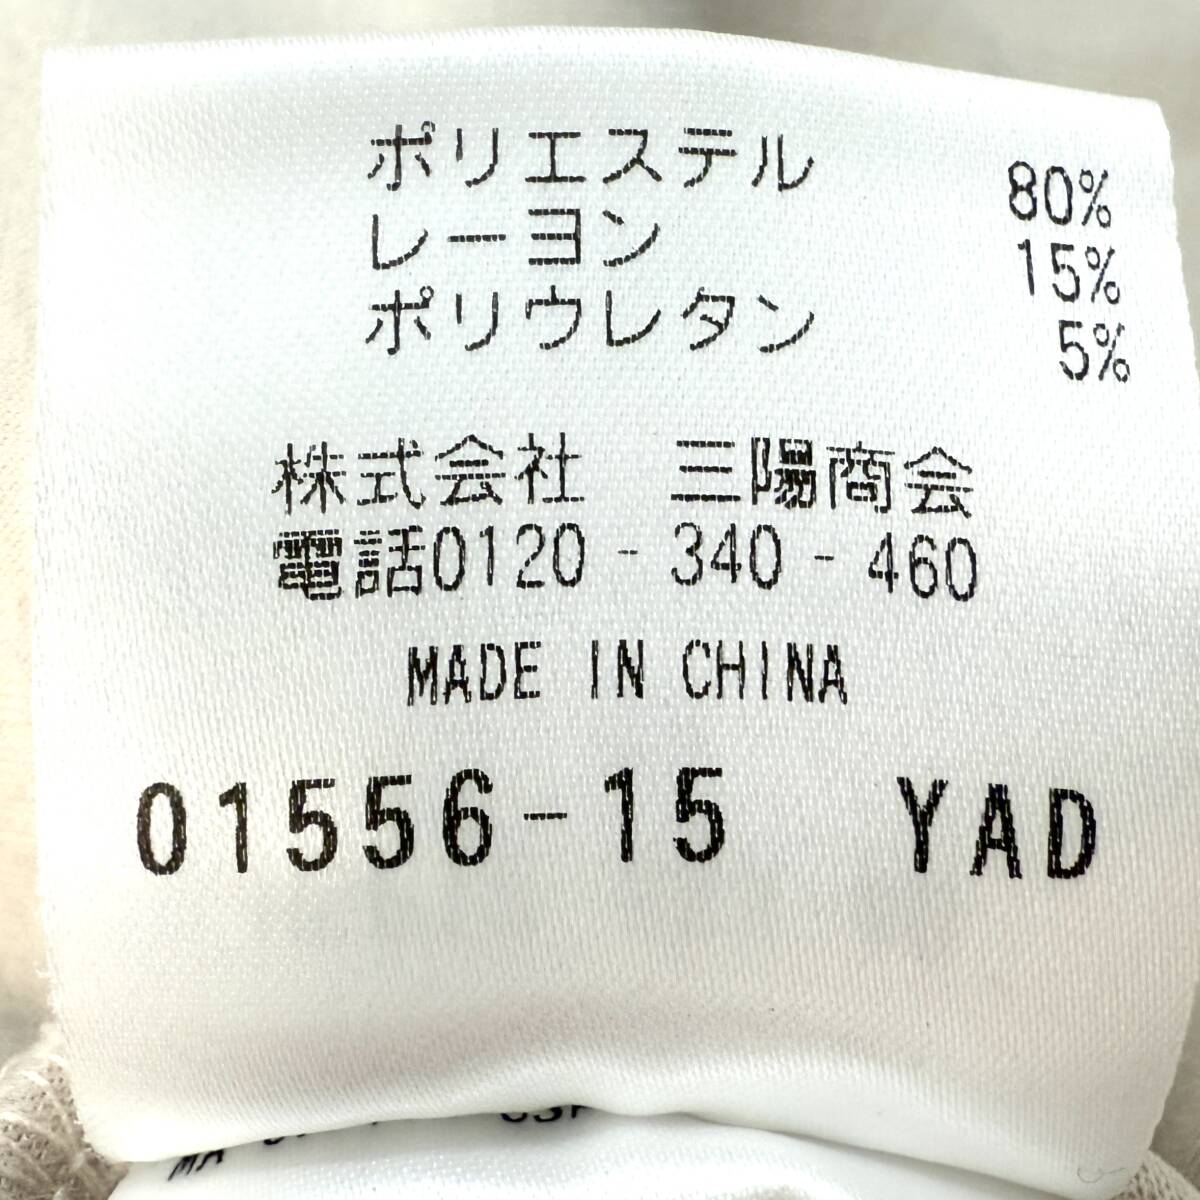 ポリエステル 80%
レーヨン 15%
ポリウレタン 5%
株式会社 三陽商会
電話0120-340-460
MADE IN CHINA
01556-15 YAD